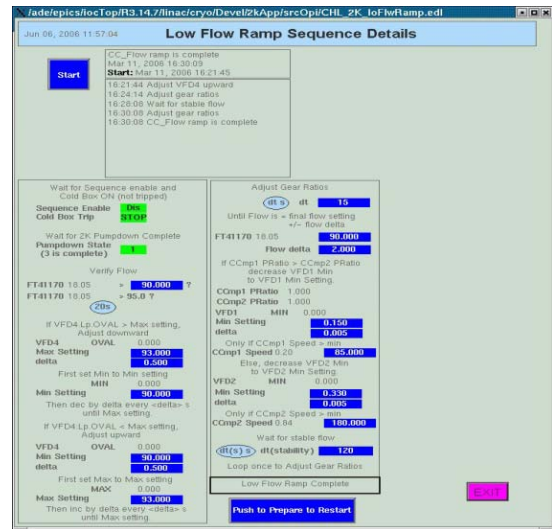 /ade/epics/iocTop/R3.14.7/linac/cryo/Devel/2kApp/srcOpi/CHL_2K_loFlwRamp.edl
Jun 06, 2006 11:57:04
Low Flow Ramp Sequence Details
Start
CC_Flow ramp is complete
Mar 11, 2006 16:30:09
Start: Mar 11, 2006 16:21:45
16:21:44 Adjust VFD4 upward
16:24:14 Adjust gear ratios
16:28:08 Wait for stable flow
16:30:08 Adjust gear ratios
16:30:08 CC_Flow ramp is complete
Wait for Sequence enable and
Cold Box ON (not tripped)
Sequence Enable Dis
Cold Box Trip STOP
Wait for 2K Pumpdown Complete
Pumpdown State
(3 is complete) 1
Verify Flow
FT41170 18.05 > 90.000 ?
FT41170 18.05 > 95.0 ?
(20s)
If VFD4:Lp.OVAL > Max setting,
Adjust downward
VFD4 OVAL 0.000
Max Setting 93.000
delta 0.500
First set Min to Min setting
MIN 0.000
Min Setting 90.000
Then dec by delta every <delta> s
until Max setting.
If VFD4:Lp.OVAL < Max setting,
Adjust upward
VFD4 OVAL 0.000
Min Setting 90.000
delta 0.500
First set Max to Max setting
MAX 0.000
Max Setting 93.000
Then inc by delta every <delta> s
until Max setting.
Adjust Gear Ratios
(dt s) dt 15
Until Flow is = final flow setting
+/- flow delta
FT41170 18.05 90.000
Flow delta 2.000
If CCmp1 PRatio > CCmp2 PRatio
decrease VFD1 Min
to VFD1 Min Setting.
CCmp1 PRatio 1.000
CCmp2 PRatio 1.000
VFD1 MIN 0.000
Min Setting 0.150
delta 0.005
Only if CCmp1 Speed > min
CCmp1 Speed 0.20 85.000
Else, decrease VFD2 Min
to VFD2 Min Setting.
VFD2 MIN 0.000
Min Setting 0.330
delta 0.005
Only if CCmp2 Speed > min
CCmp2 Speed 0.84 180.000
Wait for stable flow
(dt(s) s) dt(stability) 120
Loop once to Adjust Gear Ratios
Low Flow Ramp Complete
Push to Prepare to Restart
EXIT